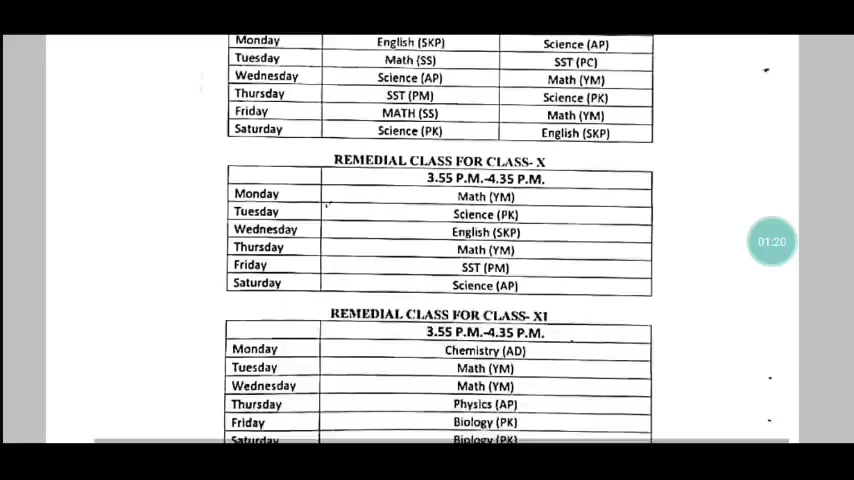 Monday English (SKP) Science (AP)
Tuesday Math (SS) SST (PC)
Wednesday Science (AP) Math (YM)
Thursday SST (PM) Science (PK)
Friday MATH (SS) Math (YM)
Saturday Science (PK) English (SKP)
REMEDIAL CLASS FOR CLASS- X
3.55 P.M.-4.35 P.M.
Monday Math (YM)
Tuesday Science (PK)
Wednesday English (SKP)
Thursday Math (YM)
Friday SST (PM)
Saturday Science (AP)
REMEDIAL CLASS FOR CLASS- XI
3.55 P.M.-4.35 P.M.
Monday Chemistry (AD)
Tuesday Math (YM)
Wednesday Math (YM)
Thursday Physics (AP)
Friday Biology (PK)
Saturday Biology (PK)
01:20